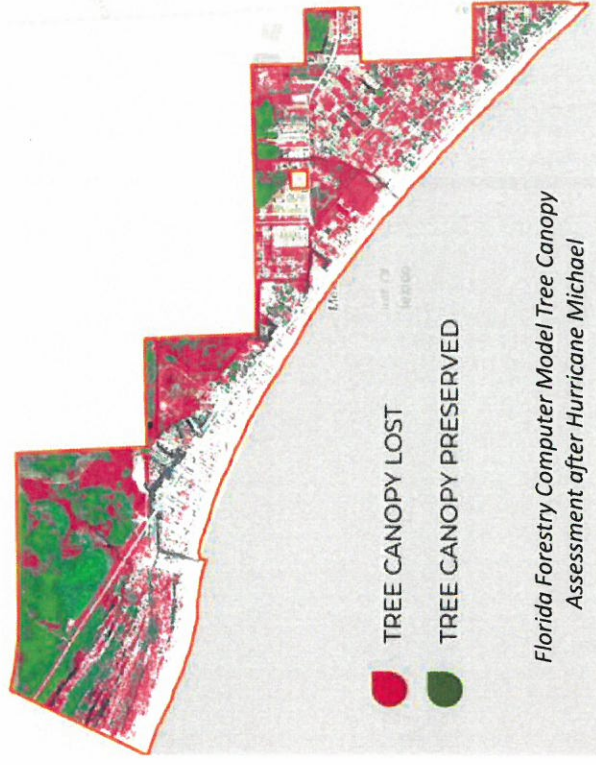 TREE CANOPY LOST
TREE CANOPY PRESERVED
Florida Forestry Computer Model Tree Canopy
Assessment after Hurricane Michael